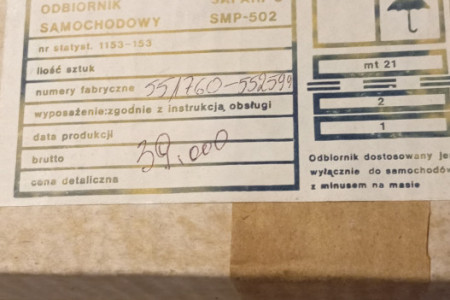 ODBIORNIK
SAMOCHODOWY SMP-502
nr statyst. 1153-153
ilość sztuk
numery fabryczne 551760-552599
wyposażenie:zgodnie z instrukcją obsługi
data produkcji
brutto 39.000
cena detaliczna
mt 21
2
1
Odbiornik dostosowany je
wyłącznie do samochodów
z minusem na masie